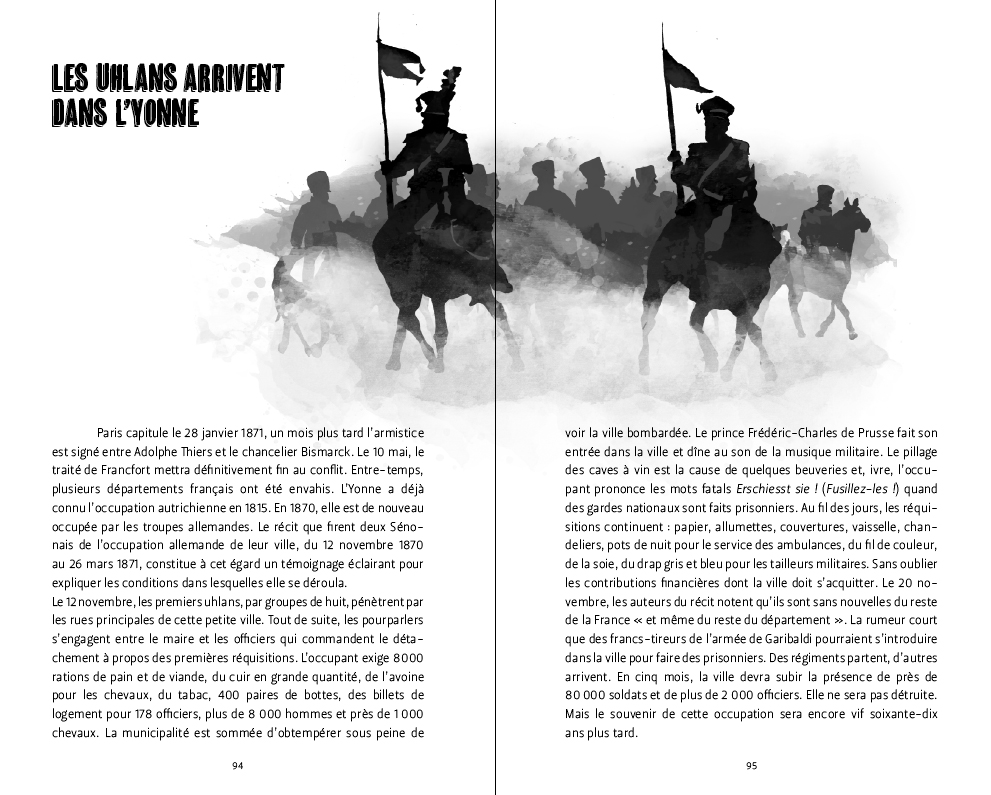 LES UHLANS ARRIVENT
DANS L'YONNE
Paris capitule le 28 janvier 1871, un mois plus tard l'armistice
est signé entre Adolphe Thiers et le chancelier Bismarck. Le 10 mai, le
traité de Francfort mettra définitivement fin au conflit. Entre-temps,
plusieurs départements français ont été envahis. L'Yonne a déjà
connu l'occupation autrichienne en 1815. En 1870, elle est de nouveau
occupée par les troupes allemandes. Le récit que firent deux Séno-
nais de l'occupation allemande de leur ville, du 12 novembre 1870
au 26 mars 1871, constitue à cet égard un témoignage éclairant pour
expliquer les conditions dans lesquelles elle se déroula.
Le 12 novembre, les premiers uhlans, par groupes de huit, pénètrent par
les rues principales de cette petite ville. Tout de suite, les pourparlers
s'engagent entre le maire et les officiers qui commandent le déta-
chement à propos des premières réquisitions. L'occupant exige 8000
rations de pain et de viande, du cuir en grande quantité, de l'avoine
pour les chevaux, du tabac, 400 paires de bottes, des billets de
logement pour 178 officiers, plus de 8 000 hommes et près de 1 000
chevaux. La municipalité est sommée d'obtempérer sous peine de
94
voir la ville bombardée. Le prince Frédéric-Charles de Prusse fait son
entrée dans la ville et dîne au son de la musique militaire. Le pillage
des caves à vin est la cause de quelques beuveries et, ivre, l'occu-
pant prononce les mots fatals Erschiesst sie ! (Fusillez-les !) quand
des gardes nationaux sont faits prisonniers. Au fil des jours, les réqui-
sitions continuent : papier, allumettes, couvertures, vaisselle, chan-
deliers, pots de nuit pour le service des ambulances, du fil de couleur,
de la soie, du drap gris et bleu pour les tailleurs militaires. Sans oublier
les contributions financières dont la ville doit s'acquitter. Le 20 no-
vembre, les auteurs du récit notent qu'ils sont sans nouvelles du reste
de la France « et même du reste du département ». La rumeur court
que des francs-tireurs de l'armée de Garibaldi pourraient s'introduire
dans la ville pour faire des prisonniers. Des régiments partent, d'autres
arrivent. En cinq mois, la ville devra subir la présence de près de
80 000 soldats et de plus de 2 000 officiers. Elle ne sera pas détruite.
Mais le souvenir de cette occupation sera encore vif soixante-dix
ans plus tard.
95